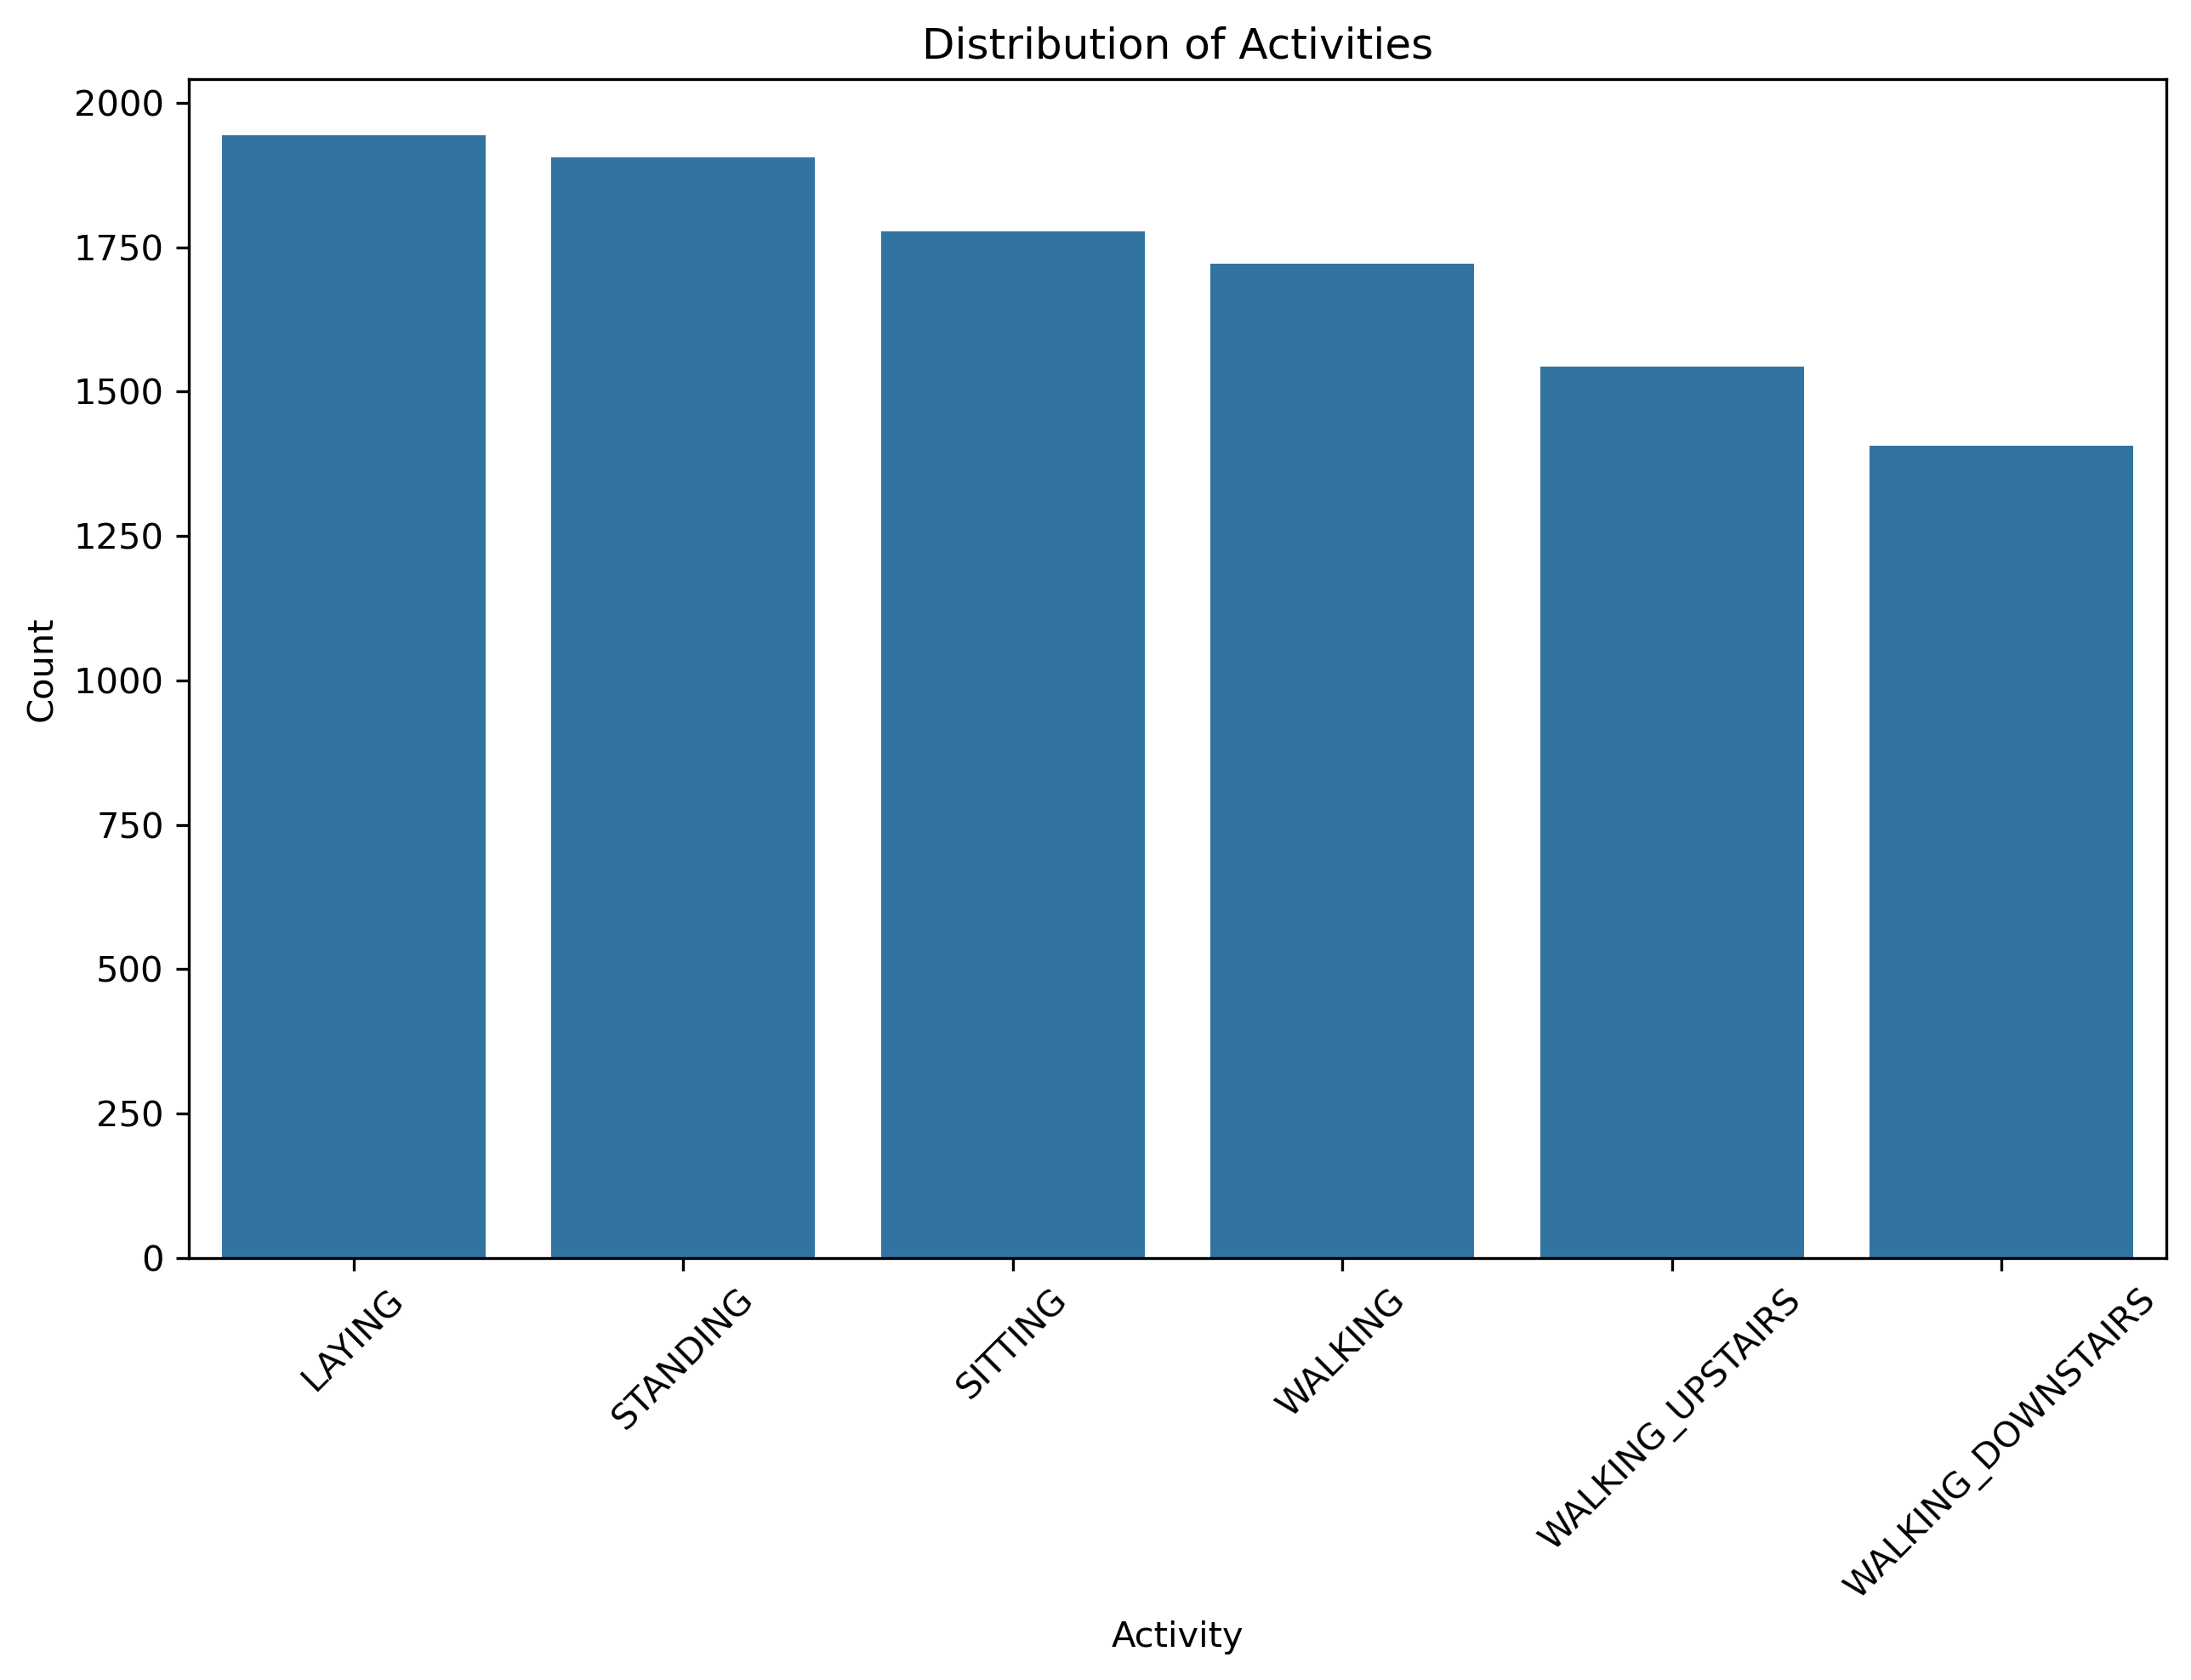 Distribution of Activities
2000
1750
1500
1250
1000
750
500
250
0
Count
LAYING
STANDING
SITTING
WALKING
WALKING_UPSTAIRS
WALKING_DOWNSTAIRS
Activity